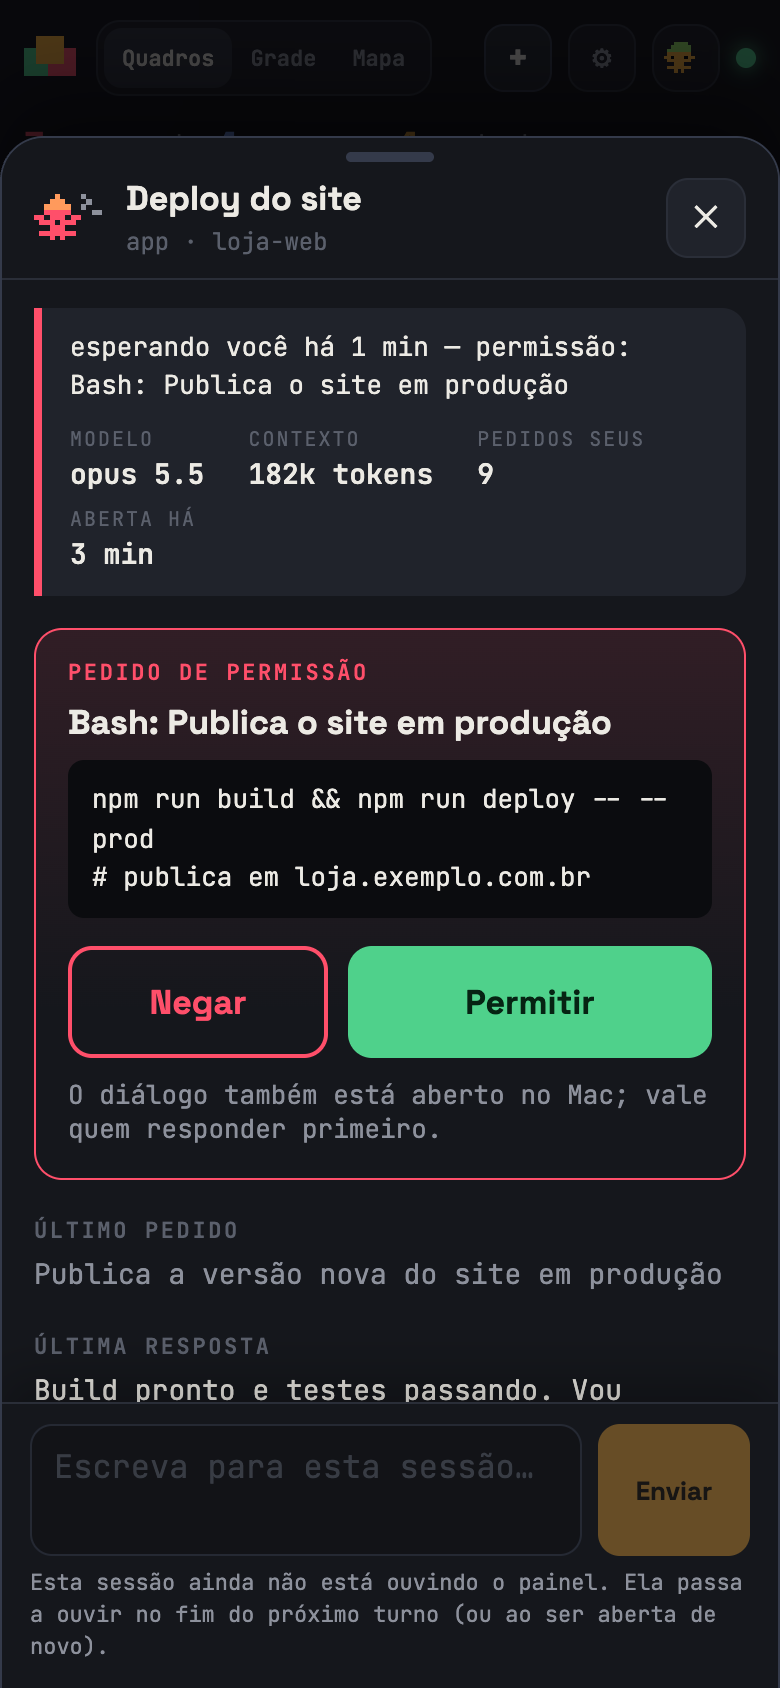 Quadros Grade Mapa
Deploy do site
app · loja-web
esperando você há 1 min — permissão:
Bash: Publica o site em produção
MODELO CONTEXTO PEDIDOS SEUS
opus 5.5 182k tokens 9
ABERTA HÁ
3 min
PEDIDO DE PERMISSÃO
Bash: Publica o site em produção
npm run build && npm run deploy -- --
prod
# publica em loja.exemplo.com.br
Negar Permitir
O diálogo também está aberto no Mac; vale
quem responder primeiro.
ÚLTIMO PEDIDO
Publica a versão nova do site em produção
ÚLTIMA RESPOSTA
Build pronto e testes passando. Vou
Escreva para esta sessão…
Enviar
Esta sessão ainda não está ouvindo o painel. Ela passa
a ouvir no fim do próximo turno (ou ao ser aberta de
novo).